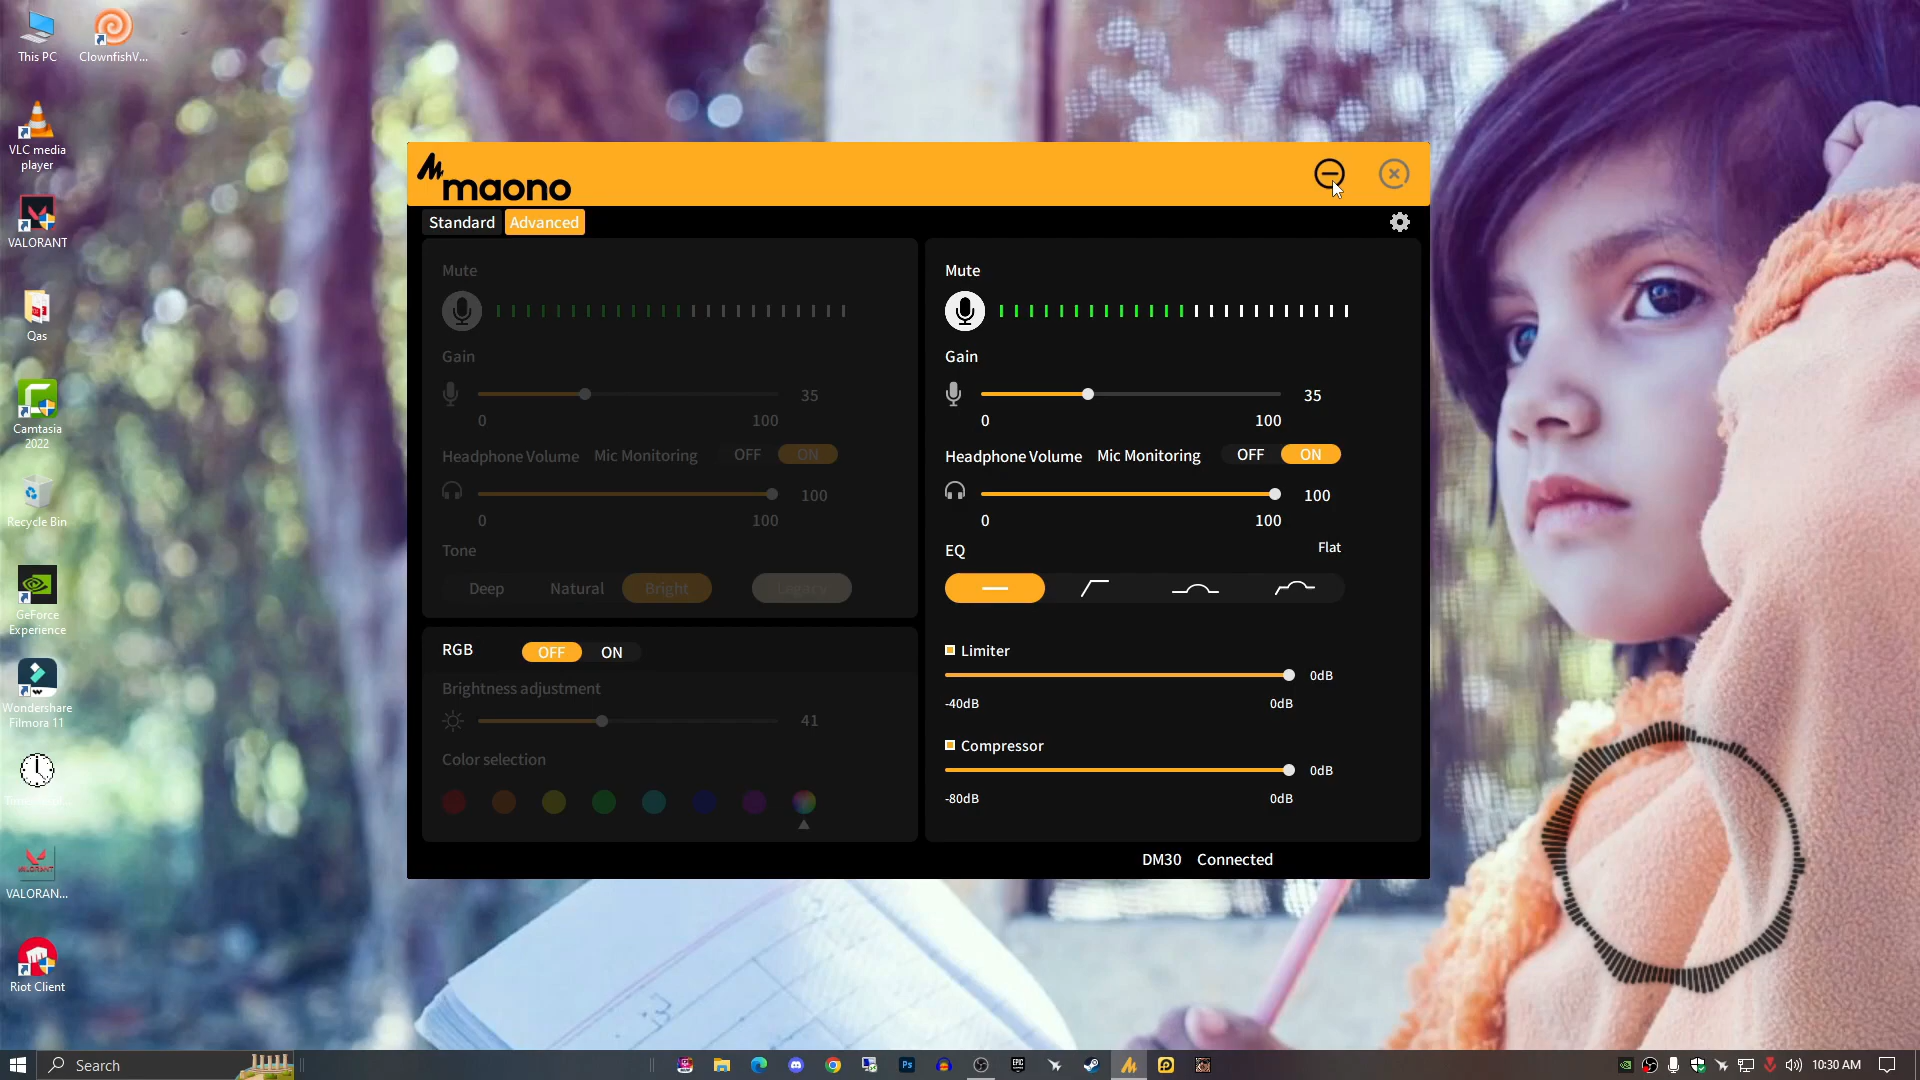 This PC
ClownfishV...
VLC media
player
VALORANT
Qas
Camtasia
2022
Recycle Bin
GeForce
Experience
Wondershare
Filmora 11
VALORAN...
Riot Client
maono
Standard
Advanced
Mute
Gain
35
0
100
Headphone Volume
Mic Monitoring
OFF
ON
100
0
100
Tone
Deep
Natural
Bright
Legacy
RGB
OFF
ON
Brightness adjustment
41
Color selection
Mute
Gain
35
0
100
Headphone Volume
Mic Monitoring
OFF
ON
100
0
100
EQ
Flat
Limiter
0dB
-40dB
0dB
Compressor
0dB
-80dB
0dB
DM30
Connected
Search
Ps
EPIC
10:30 AM